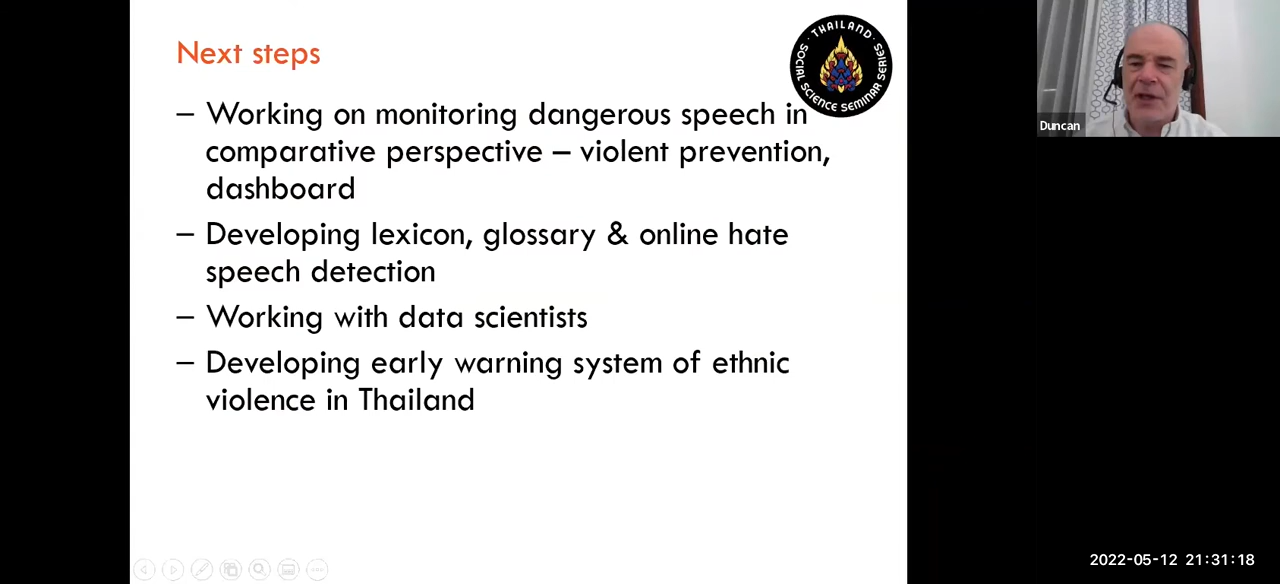 Next steps
– Working on monitoring dangerous speech in
comparative perspective – violent prevention,
dashboard
– Developing lexicon, glossary & online hate
speech detection
– Working with data scientists
– Developing early warning system of ethnic
violence in Thailand
· THAILAND ·
SOCIAL SCIENCE SEMINAR SERIES
Duncan
2022-05-12 21:31:18